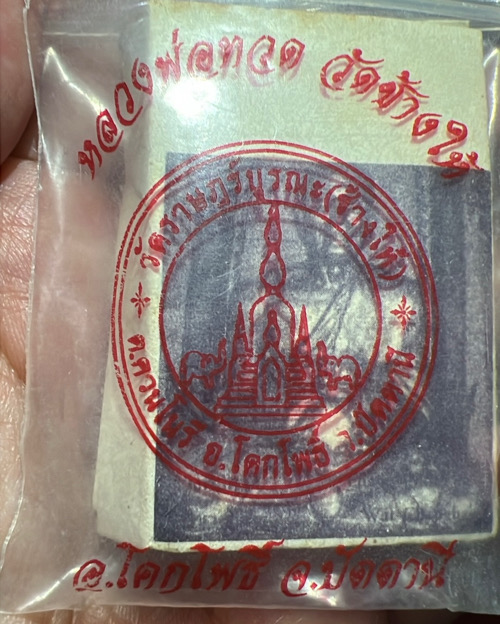 หลวงพ่อทวด วัดช้างให้
วัดราษฎร์บูรณะ(ช้างให้)
ต.ควนโนรี อ.โคกโพธิ์ จ.ปัตตานี
Wat
อ.โคกโพธิ์ จ.ปัตตานี